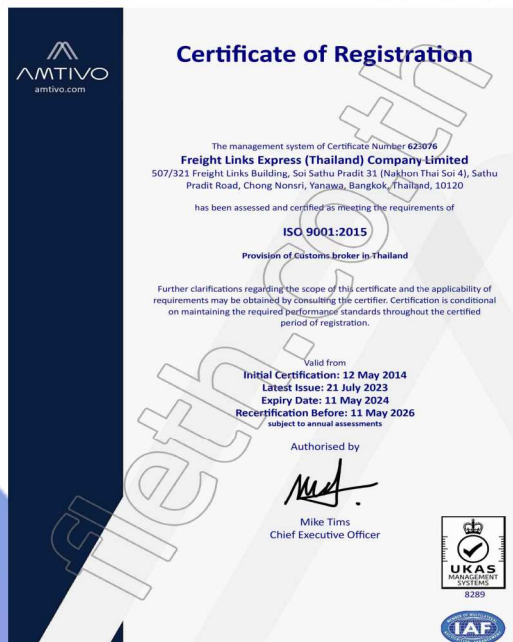 AMTIVO
amtivo.com
Certificate of Registration
The management system of Certificate Number 623076
Freight Links Express (Thailand) Company Limited
507/321 Freight Links Building, Soi Sathu Pradit 31 (Nakhon Thai Soi 4), Sathu
Pradit Road, Chong Nonsri, Yanawa, Bangkok, Thailand, 10120
has been assessed and certified as meeting the requirements of
ISO 9001:2015
Provision of Customs broker in Thailand
Further clarifications regarding the scope of this certificate and the applicability of
requirements may be obtained by consulting the certifier. Certification is conditional
on maintaining the required performance standards throughout the certified
period of registration.
Valid from
Initial Certification: 12 May 2014
Latest Issue: 21 July 2023
Expiry Date: 11 May 2024
Recertification Before: 11 May 2026
subject to annual assessments
Authorised by
Mike Tims
Chief Executive Officer
UKAS
MANAGEMENT
SYSTEMS
8289
IAF
fleth.co.th